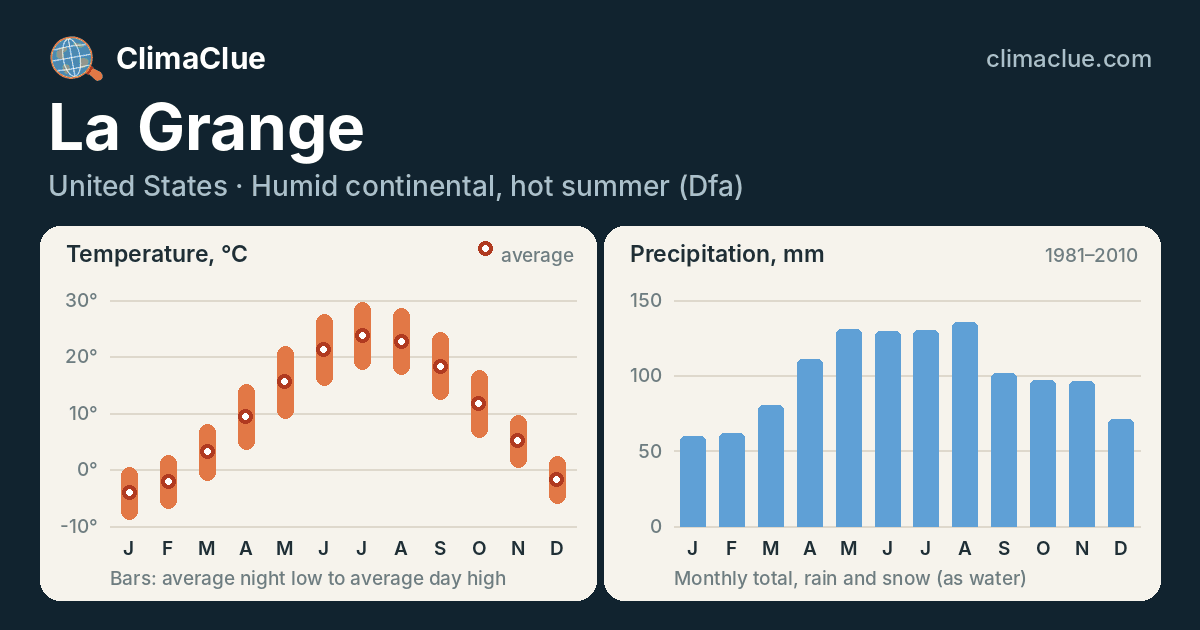 ClimaClue
climaclue.com
La Grange
United States · Humid continental, hot summer (Dfa)
Temperature, °C
average
30°
20°
10°
0°
-10°
J F M A M J J A S O N D
Bars: average night low to average day high
Precipitation, mm
1981–2010
150
100
50
0
J F M A M J J A S O N D
Monthly total, rain and snow (as water)